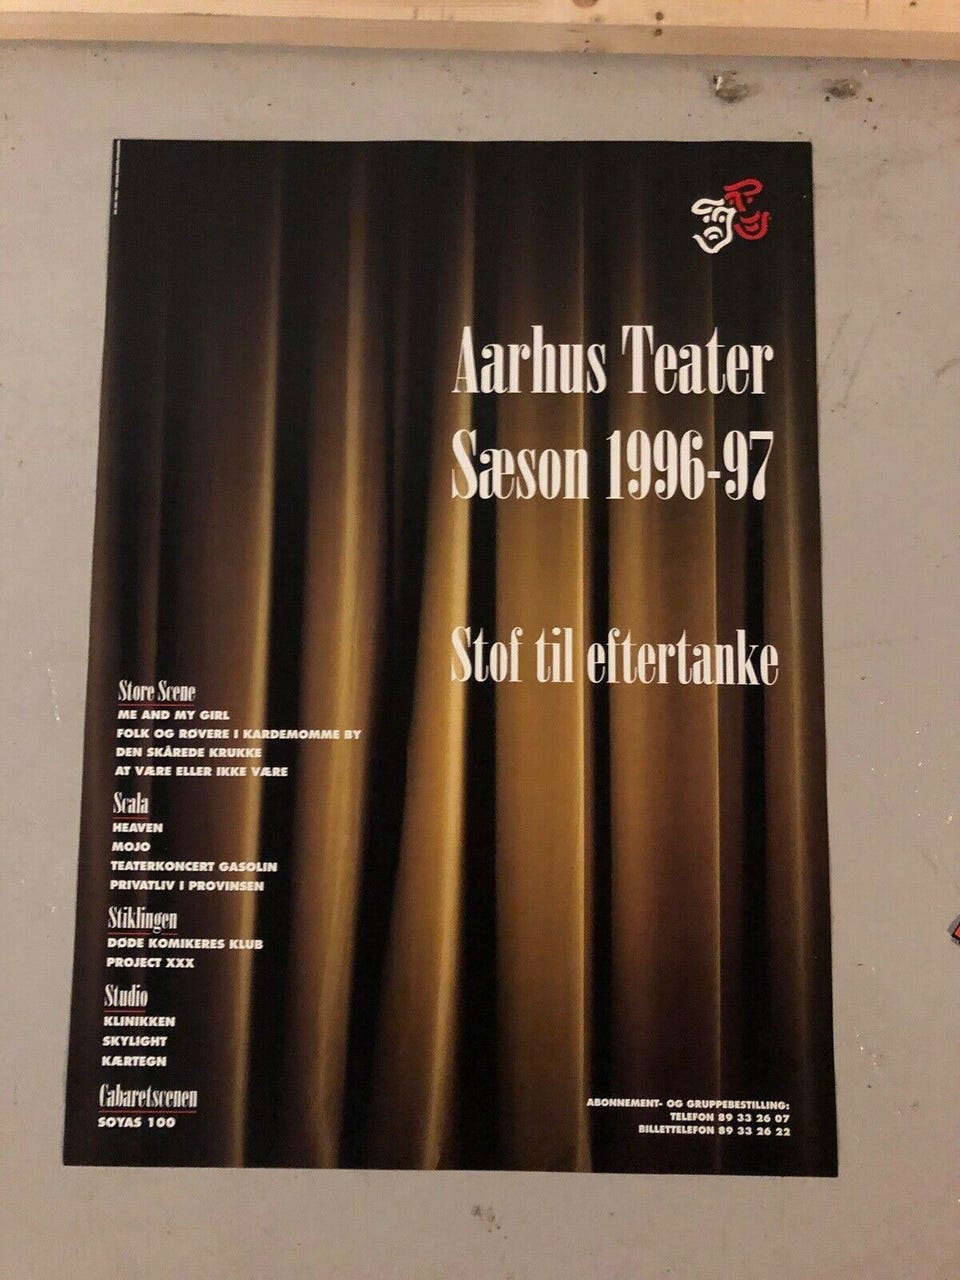 Aarhus Teater
Sæson 1996-97
Stof til eftertanke
Store Scene
ME AND MY GIRL
FOLK OG RØVERE I KARDEMOMME BY
DEN SKÅREDE KRUKKE
AT VÆRE ELLER IKKE VÆRE
Scala
HEAVEN
MOJO
TEATERKONCERT GASOLIN
PRIVATLIV I PROVINSEN
Stiklingen
DØDE KOMIKERES KLUB
PROJECT XXX
Studio
KLINIKKEN
SKYLIGHT
KÆRTEGN
Cabaretscenen
SOYAS 100
ABONNEMENT- OG GRUPPEBESTILLING:
TELEFON 89 33 26 07
BILLETTELEFON 89 33 26 22